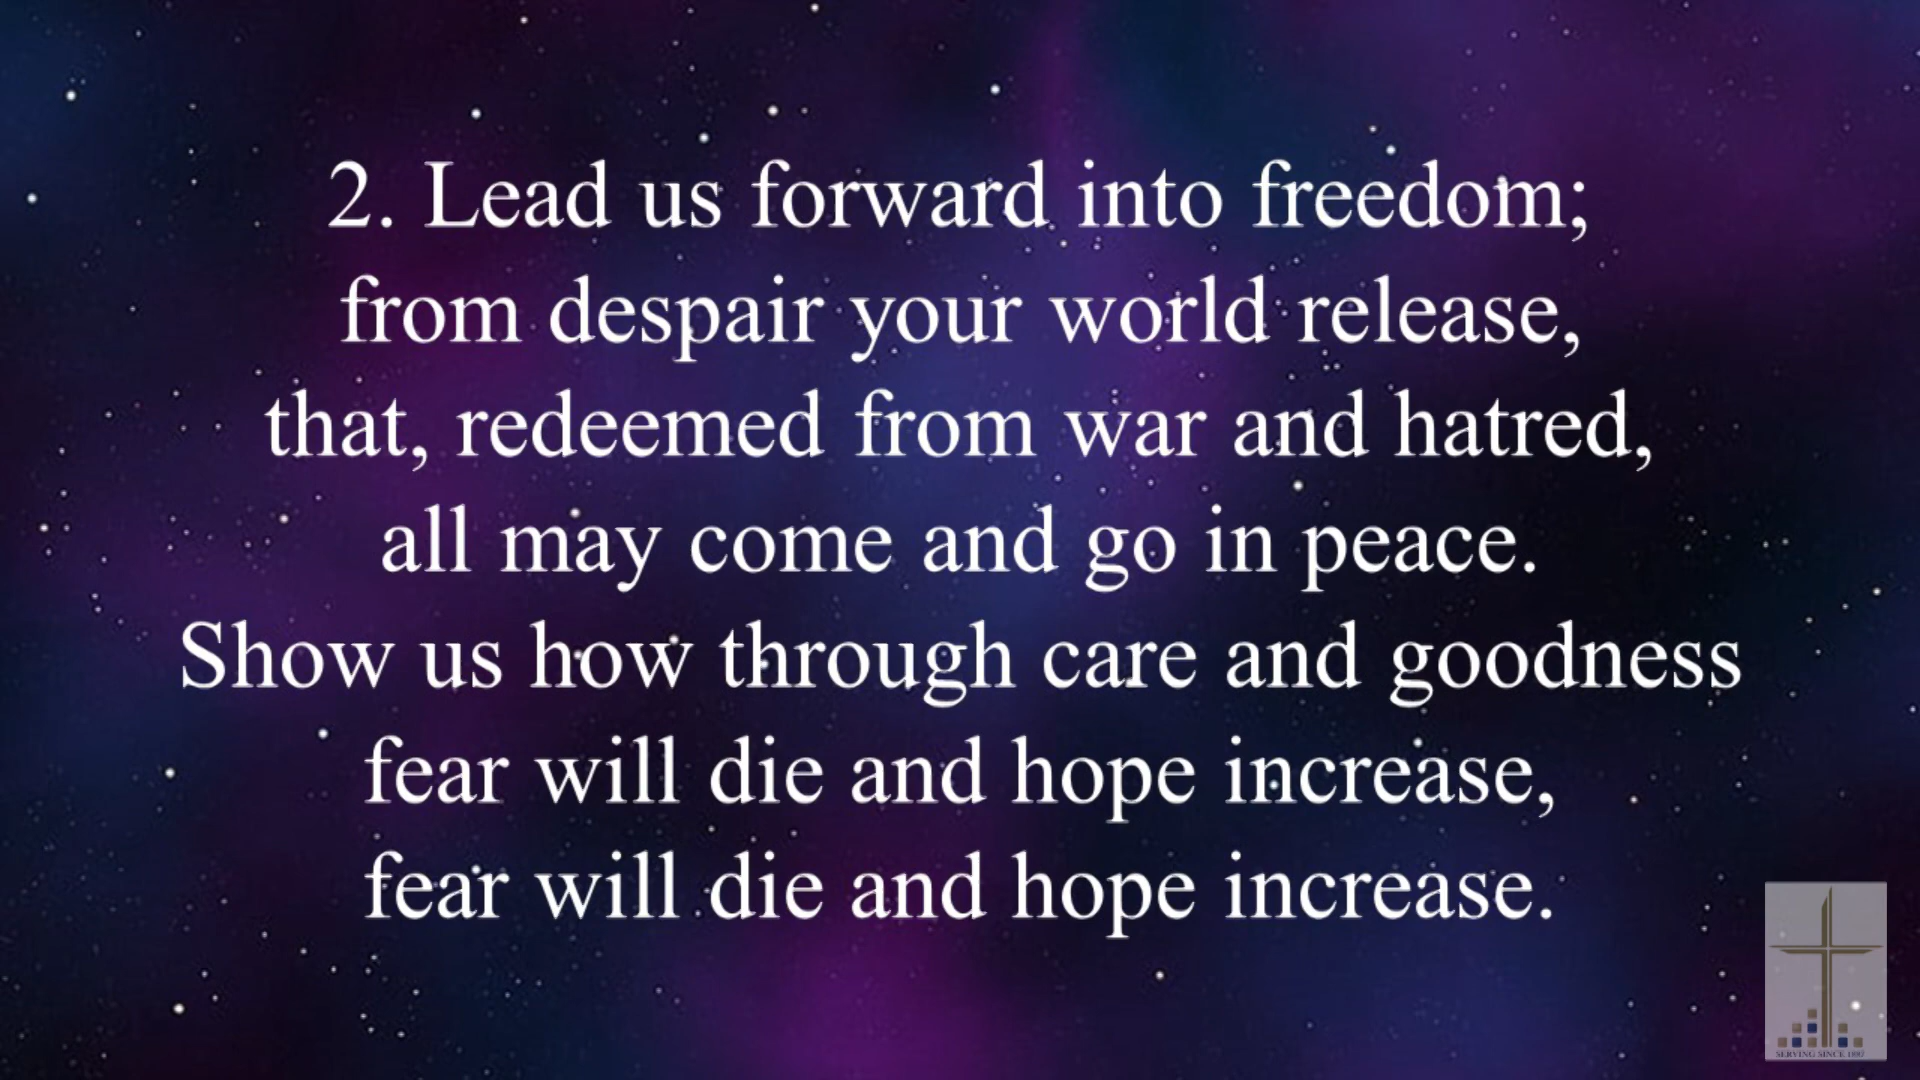 2. Lead us forward into freedom;
from despair your world release,
that, redeemed from war and hatred,
all may come and go in peace.
Show us how through care and goodness
fear will die and hope increase,
fear will die and hope increase.
SERVING SINCE